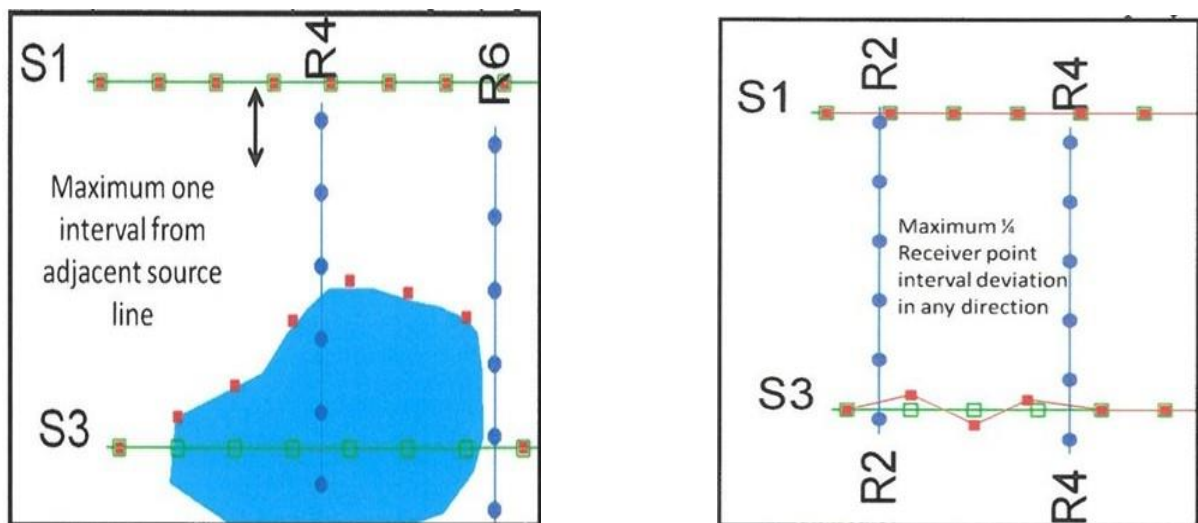 S1
R4
R6
Maximum one
interval from
adjacent source
line
S3
R2
R4
S1
Maximum ¼
Receiver point
interval deviation
in any direction
S3
R2
R4